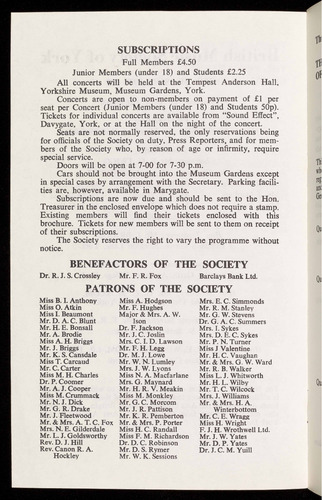 SUBSCRIPTIONS
Full Members £4.50
Junior Members (under 18) and Students £2.25
All concerts will be held at the Tempest Anderson Hall,
Yorkshire Museum, Museum Gardens, York.
Concerts are open to non-members on payment of £1 per
seat per Concert (Junior Members (under 18) and Students 50p).
Tickets for individual concerts are available from "Sound Effect",
Davygate, York, or at the Hall on the night of the concert.
Seats are not normally reserved, the only reservations being
for officials of the Society on duty, Press Reporters, and for mem-
bers of the Society who, by reason of age or infirmity, require
special service.
Doors will be open at 7-00 for 7-30 p.m.
Cars should not be brought into the Museum Gardens except
in special cases by arrangement with the Secretary. Parking facili-
ties are, however, available in Marygate.
Subscriptions are now due and should be sent to the Hon.
Treasurer in the enclosed envelope which does not require a stamp.
Existing members will find their tickets enclosed with this
brochure. Tickets for new members will be sent to them on receipt
of their subscriptions.
The Society reserves the right to vary the programme without
notice.
BENEFACTORS OF THE SOCIETY
Dr. R. J. S. Crossley Mr. F. R. Fox Barclays Bank Ltd.
PATRONS OF THE SOCIETY
Miss B. I. Anthony
Miss O. Atkin
Miss I. Beaumont
Mr. D. A. C. Blunt
Mr. H. E. Bonsall
Mr. A. Brodie
Miss A. H. Briggs
Mr. J. Briggs
Mr. K. S. Cansdale
Miss T. Carcaud
Mr. C. Carter
Miss M. H. Charles
Dr. P. Coomer
Mr. A. J. Cooper
Miss M. Crummack
Mr. N. J. Dick
Mr. G. R. Drake
Mr. J. Fleetwood
Mr. & Mrs. A. T. C. Fox
Mrs. N. E. Gilderdale
Mr. L. J. Goldsworthy
Rev. D. J. Hill
Rev. Canon R. A.
Hockley
Miss A. Hodgson
Mr. F. Hughes
Major & Mrs. A. W.
Ison
Dr. F. Jackson
Mr. J. C. Joslin
Mrs. C. I. D. Lawson
Mr. F. H. Legg
Dr. M. J. Lowe
Mr. W. N. Lumley
Mrs. J. W. Lyons
Miss N. A. Macfarlane
Mrs. G. Maynard
Mr. H. R. V. Meakin
Miss M. Monkley
Mr. G. C. Morcom
Mr. J. R. Pattison
Mr. K. R. Pemberton
Mr. & Mrs. P. Porter
Miss H. C. Randall
Miss F. M. Richardson
Mr. D. C. Robinson
Mr. D. S. Rymer
Mr. W. K. Sessions
Mrs. E. C. Simmonds
Mr. R. M. Stanley
Mr. G. W. Stevens
Dr. G. A. C. Summers
Mrs. I. Sykes
Mrs. D. E. C. Sykes
Mr. P. N. Turner
Miss J Valentine
Mr. H. C. Vaughan
Mr. & Mrs. G. W. Ward
Mr. R. B. Walker
Miss L. J. Whitworth
Mr. H. L. Wilby
Mr. T. C. Wilcock
Mrs. J. Williams
Mr. & Mrs. H. A.
Winterbottom
Mr. C. E. Wragg
Miss H. Wright
F. J. H. Wrothwell Ltd.
Mr. J. W. Yates
Mr. D. P. Yates
Dr. J. C. M. Yuill